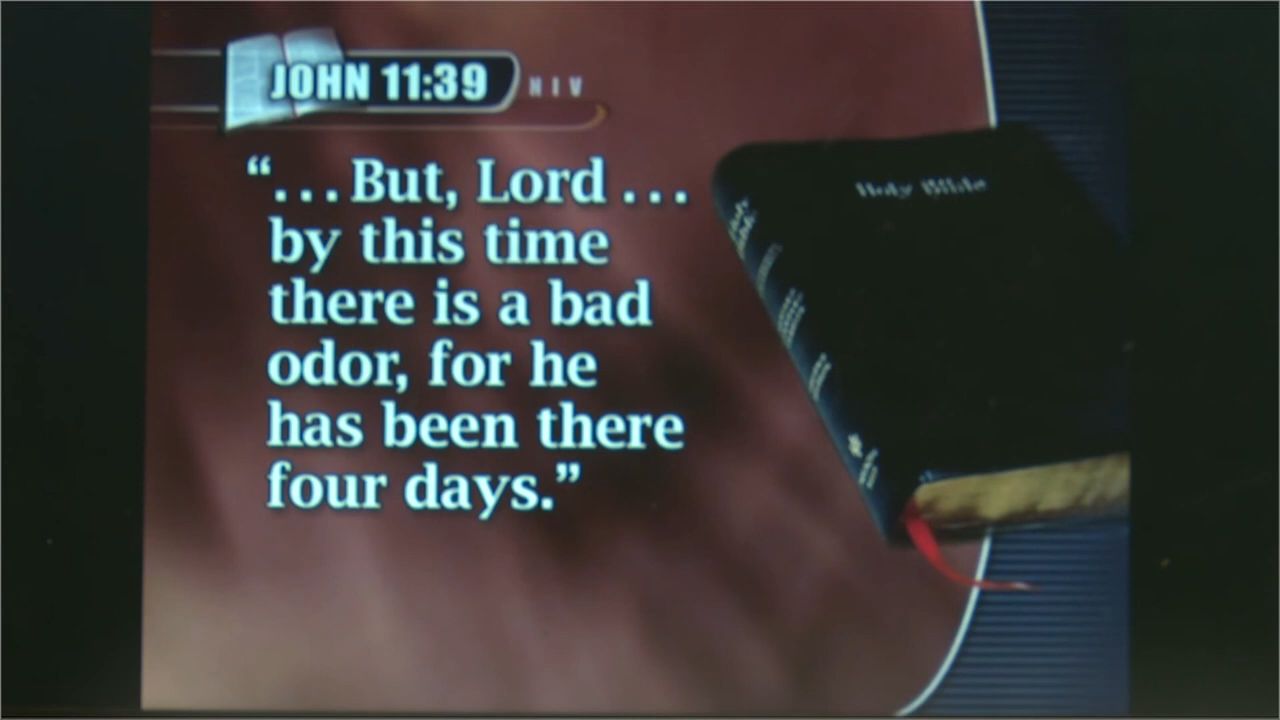 JOHN 11:39 NIV
“. . . But, Lord . . .
by this time
there is a bad
odor, for he
has been there
four days.”
Holy Bible